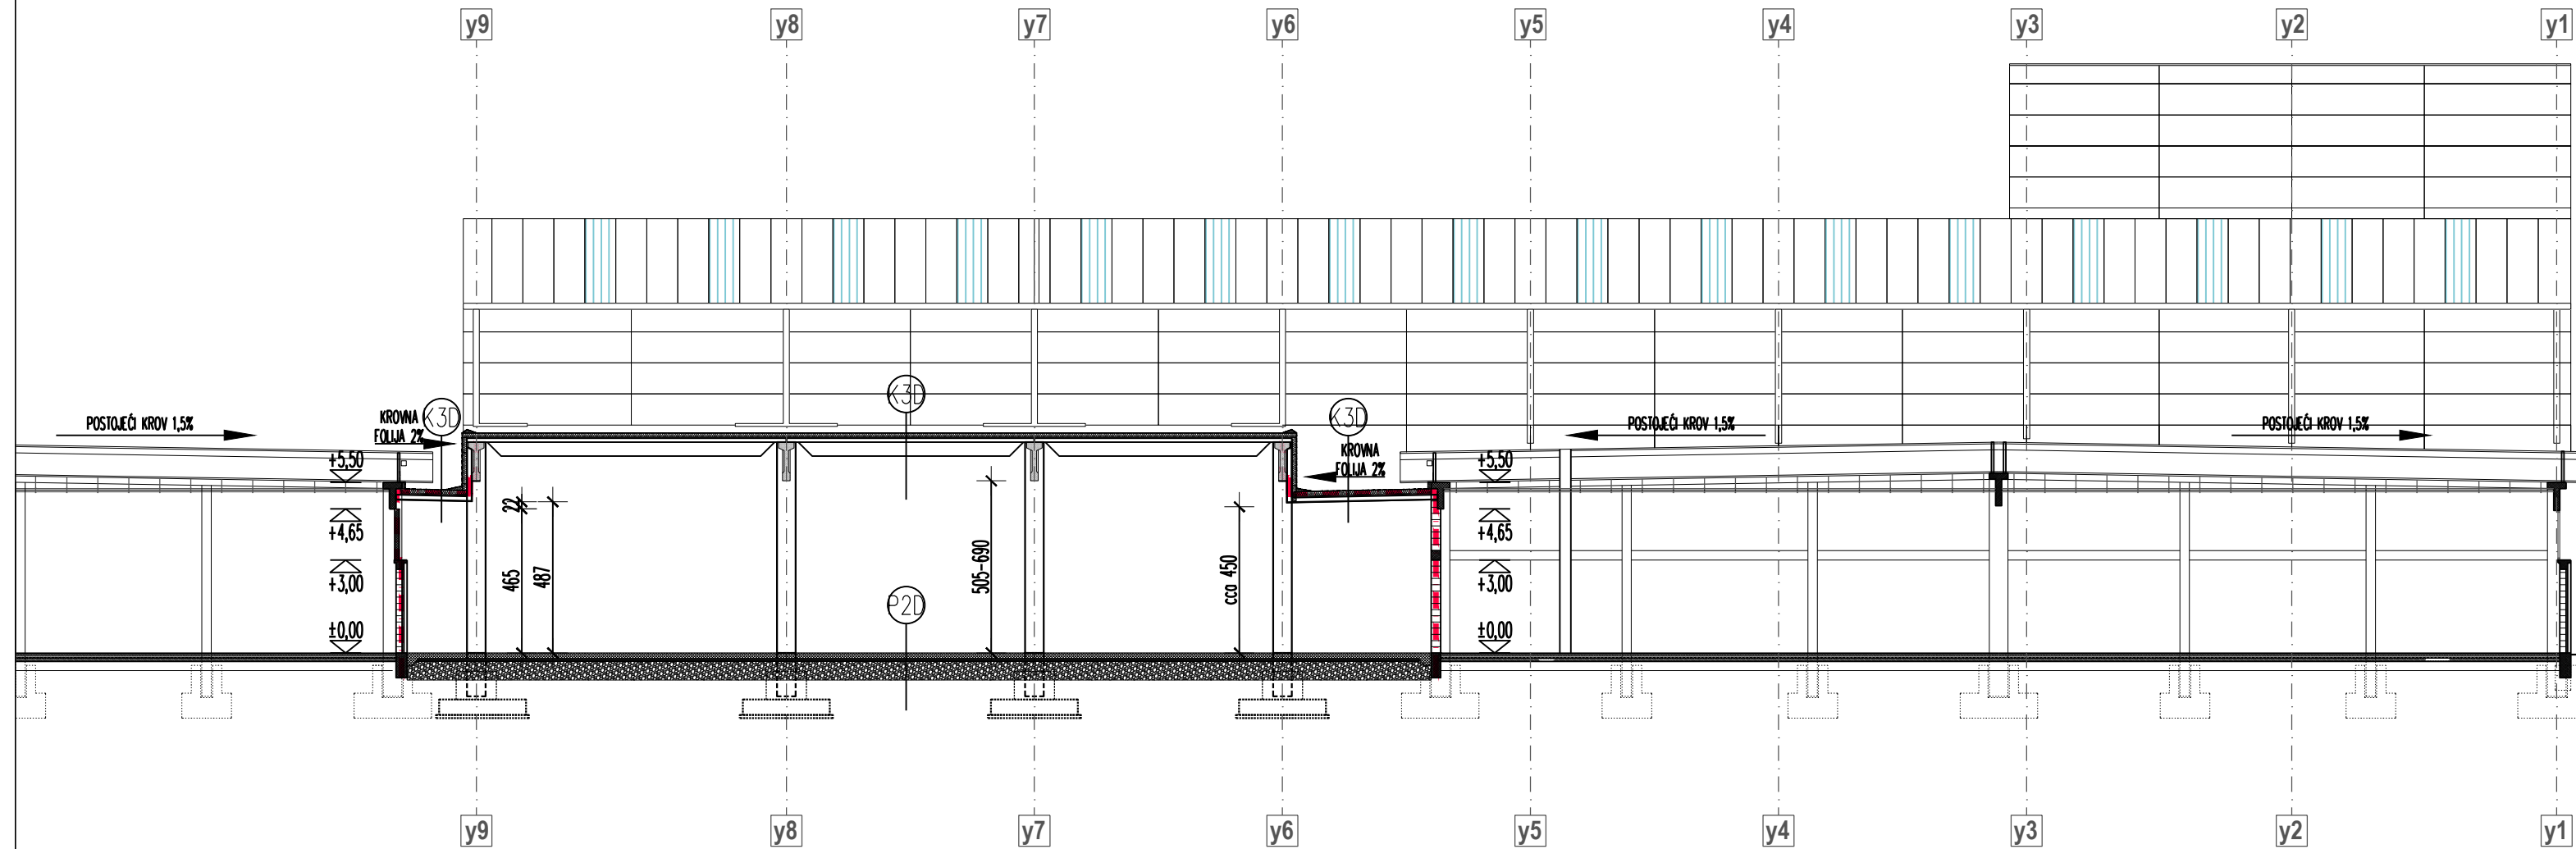 y9 y8 y7 y6 y5 y4 y3 y2 y1
K3D
POSTOJEĆI KROV 1,5%
KROVNA
FOLIJA 2%
K3D
K3D
POSTOJEĆI KROV 1,5%
POSTOJEĆI KROV 1,5%
KROVNA
FOLIJA 2%
+5,50
+5,50
22
+4,65
+4,65
465
487
505-690
cca 450
+3,00
+3,00
P2D
±0,00
±0,00
y9 y8 y7 y6 y5 y4 y3 y2 y1